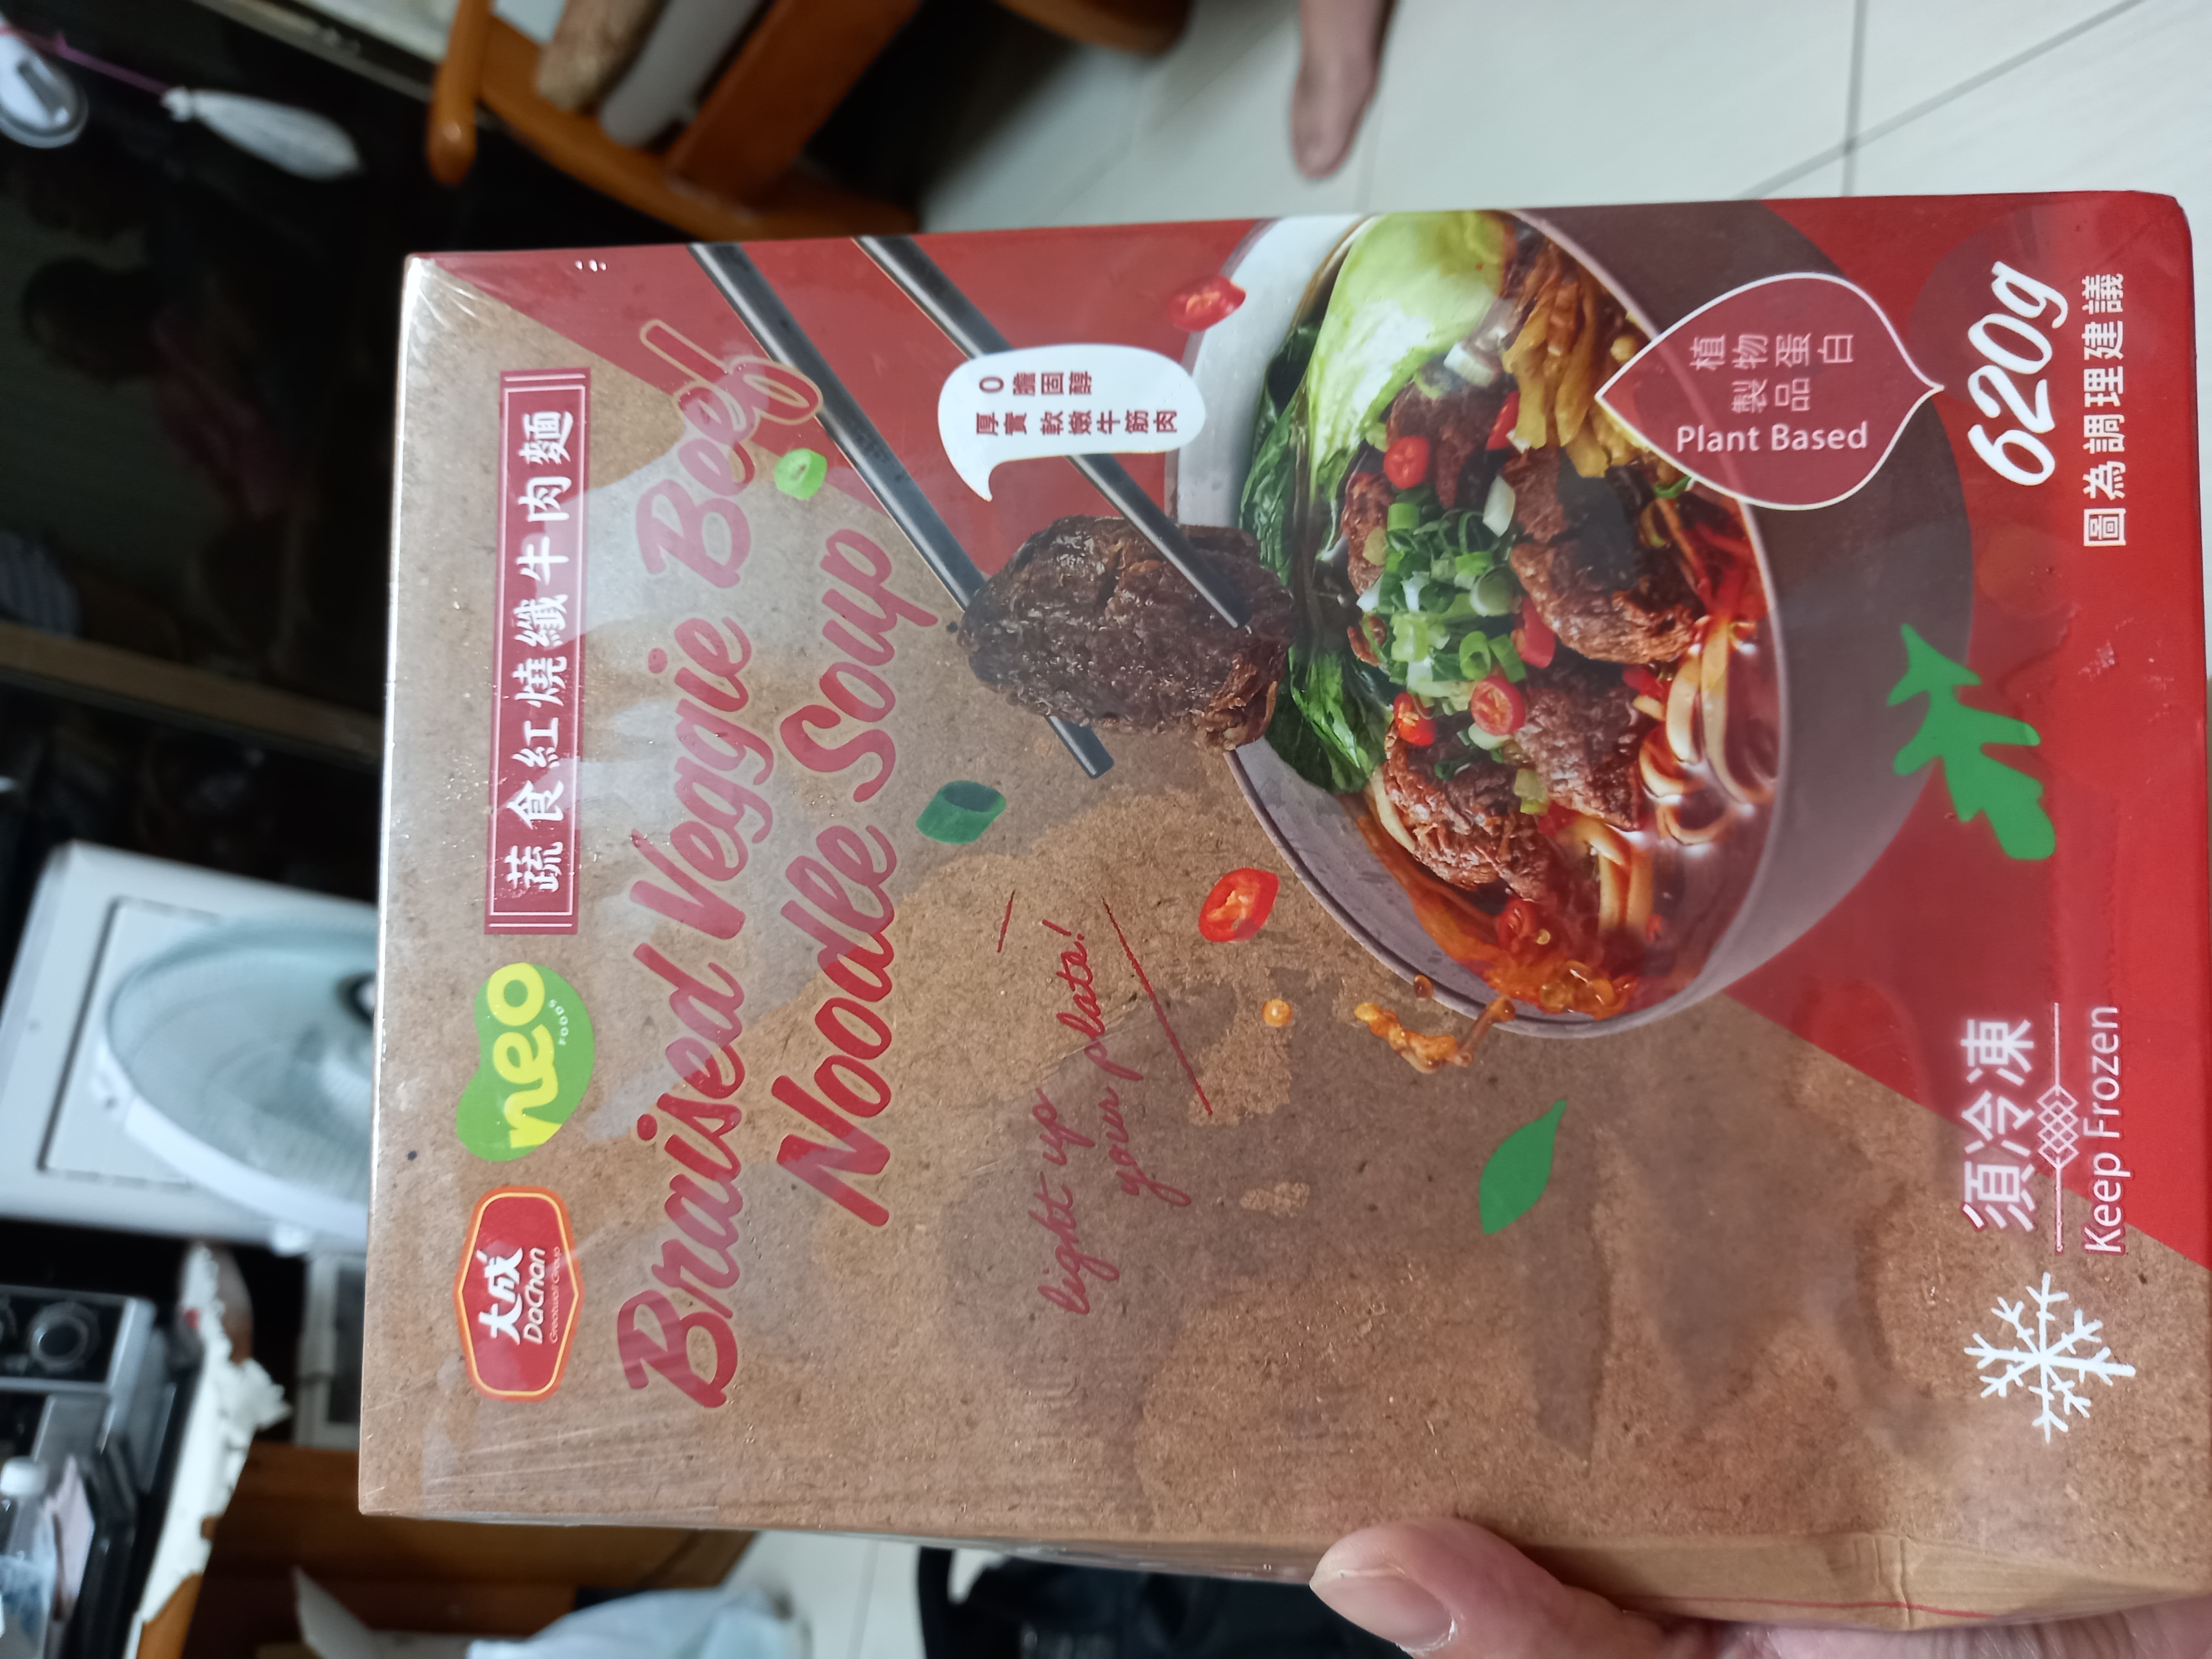 大成
DaChan
Greatwall Group
neo
FOODS
蔬食紅燒纖牛肉麵
Braised Veggie Beef
Noodle Soup
light up
your plate!
0 膽固醇
厚實 軟嫩牛筋肉
植物蛋白
製品
Plant Based
須冷凍
Keep Frozen
620g
圖為調理建議